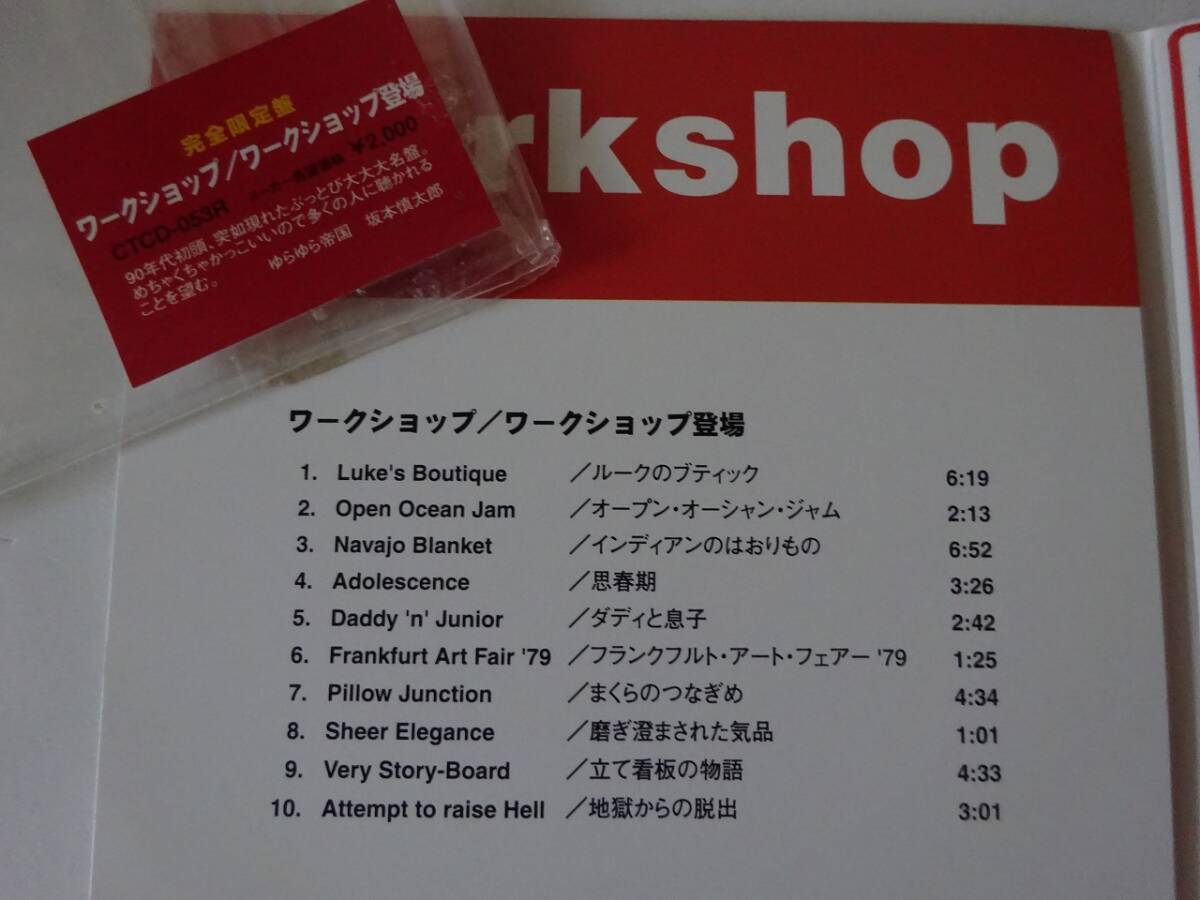 完全限定盤
ワークショップ/ワークショップ登場
CTCD-053R メーカー希望価格 ¥2,000
90年代初頭、突如現れたぶっとび大大大名盤。
めちゃくちゃかっこいいので多くの人に聴かれる
ことを望む。 ゆらゆら帝国 坂本慎太郎
rkshop
ワークショップ/ワークショップ登場
1. Luke's Boutique /ルークのブティック 6:19
2. Open Ocean Jam /オープン・オーシャン・ジャム 2:13
3. Navajo Blanket /インディアンのはおりもの 6:52
4. Adolescence /思春期 3:26
5. Daddy 'n' Junior /ダディと息子 2:42
6. Frankfurt Art Fair '79 /フランクフルト・アート・フェアー '79 1:25
7. Pillow Junction /まくらのつなぎめ 4:34
8. Sheer Elegance /磨ぎ澄まされた気品 1:01
9. Very Story-Board /立て看板の物語 4:33
10. Attempt to raise Hell /地獄からの脱出 3:01